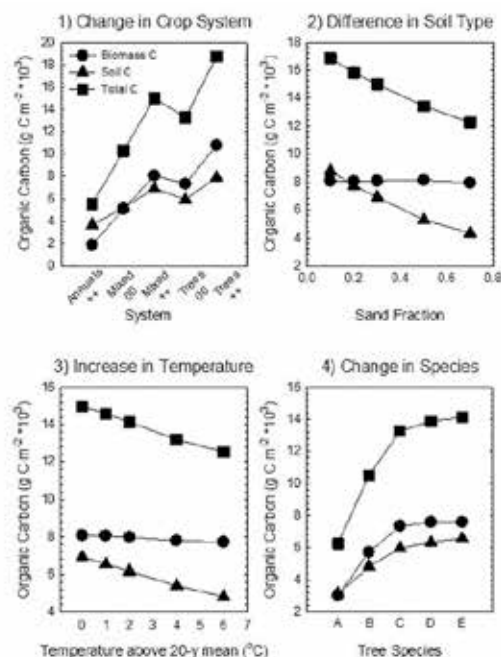 1) Change in Crop System
Organic Carbon (g C m⁻² * 10³)
20
18
16
14
12
10
8
6
4
2
0
Biomass C
Soil C
Total C
Annuals ++
Mixed 00
Mixed ++
Trees 00
Trees ++
System
2) Difference in Soil Type
Organic Carbon (g C m⁻² * 10³)
18
16
14
12
10
8
6
4
2
0.0 0.2 0.4 0.6 0.8
Sand Fraction
3) Increase in Temperature
Organic Carbon (g C m⁻² * 10³)
16
14
12
10
8
6
4
0 1 2 3 4 5 6 7
Temperature above 20-y mean (⁰C)
4) Change in Species
Organic Carbon (g C m⁻² * 10³)
16
14
12
10
8
6
4
2
A B C D E
Tree Species